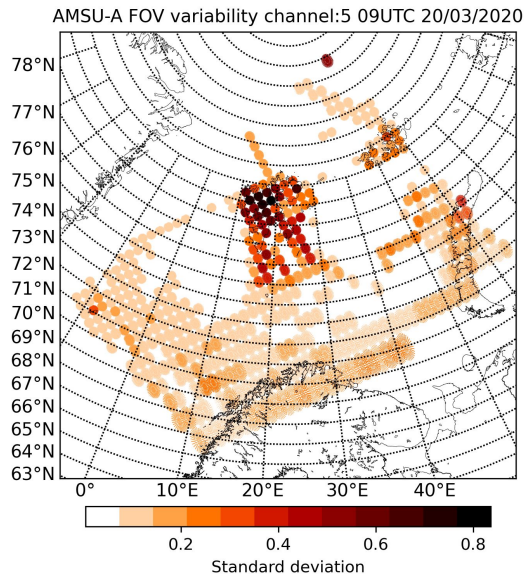 AMSU-A FOV variability channel:5 09UTC 20/03/2020
78°N
77°N
76°N
75°N
74°N
73°N
72°N
71°N
70°N
69°N
68°N
67°N
66°N
65°N
64°N
63°N
0° 10°E 20°E 30°E 40°E
0.2 0.4 0.6 0.8
Standard deviation